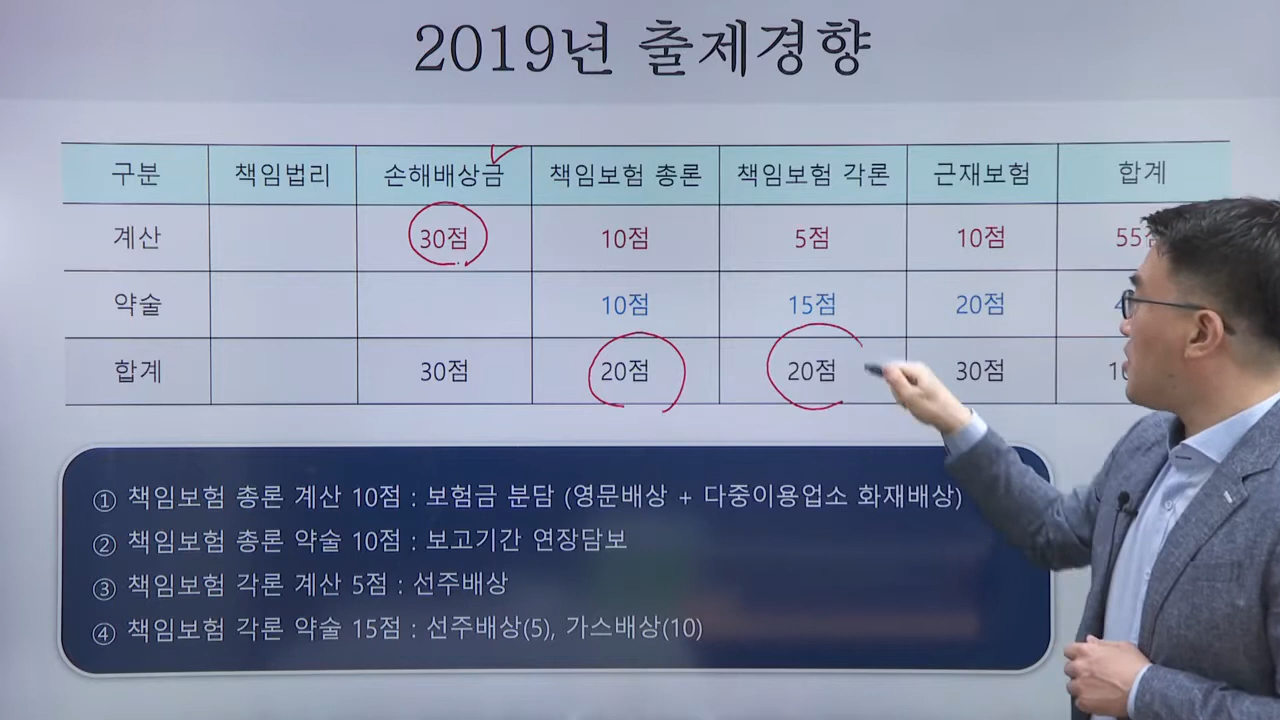 2019년 출제경향
구분 책임법리 손해배상금 책임보험 총론 책임보험 각론 근재보험 합계
계산 30점 10점 5점 10점
약술 10점 15점 20점
합계 30점 20점 20점 30점
① 책임보험 총론 계산 10점 : 보험금 분담 (영문배상 + 다중이용업소 화재배상)
② 책임보험 총론 약술 10점 : 보고기간 연장담보
③ 책임보험 각론 계산 5점 : 선주배상
④ 책임보험 각론 약술 15점 : 선주배상(5), 가스배상(10)